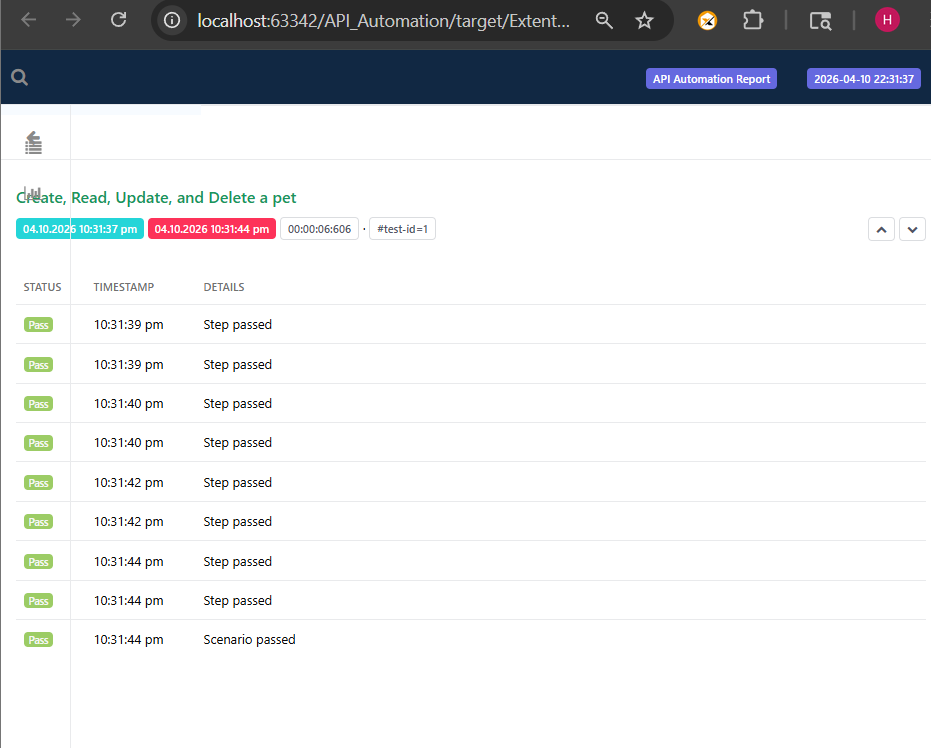 localhost:63342/API_Automation/target/Extent...
H
API Automation Report
2026-04-10 22:31:37
Create, Read, Update, and Delete a pet
04.10.2026 10:31:37 pm
04.10.2026 10:31:44 pm
00:00:06:606
· #test-id=1
STATUS TIMESTAMP DETAILS
Pass 10:31:39 pm Step passed
Pass 10:31:39 pm Step passed
Pass 10:31:40 pm Step passed
Pass 10:31:40 pm Step passed
Pass 10:31:42 pm Step passed
Pass 10:31:42 pm Step passed
Pass 10:31:44 pm Step passed
Pass 10:31:44 pm Step passed
Pass 10:31:44 pm Scenario passed